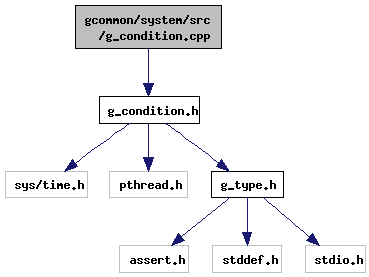 gcommon/system/src
/g_condition.cpp
g_condition.h
sys/time.h
pthread.h
g_type.h
assert.h
stddef.h
stdio.h